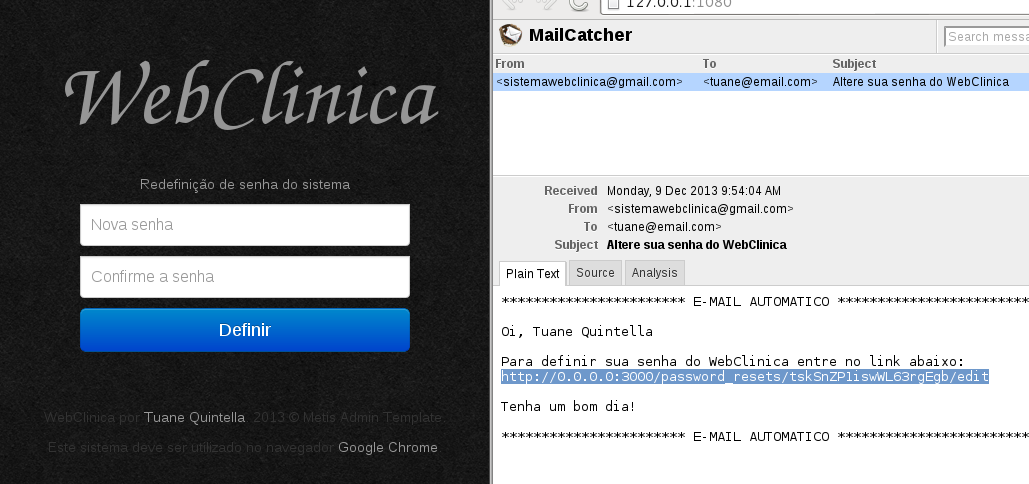 WebClinica
Redefinição de senha do sistema
Nova senha
Confirme a senha
Definir
WebClinica por Tuane Quintella. 2013 © Metis Admin Template.
Este sistema deve ser utilizado no navegador Google Chrome.
127.0.0.1:1080
MailCatcher
Search messa
From To Subject
<sistemawebclinica@gmail.com> <tuane@email.com> Altere sua senha do WebClinica
Received Monday, 9 Dec 2013 9:54:04 AM
From <sistemawebclinica@gmail.com>
To <tuane@email.com>
Subject Altere sua senha do WebClinica
Plain Text Source Analysis
*********************** E-MAIL AUTOMATICO ************************
Oi, Tuane Quintella
Para definir sua senha do WebClinica entre no link abaixo:
http://0.0.0.0:3000/password_resets/tskSnZPliswWL63rgEgb/edit
Tenha um bom dia!
*********************** E-MAIL AUTOMATICO ************************